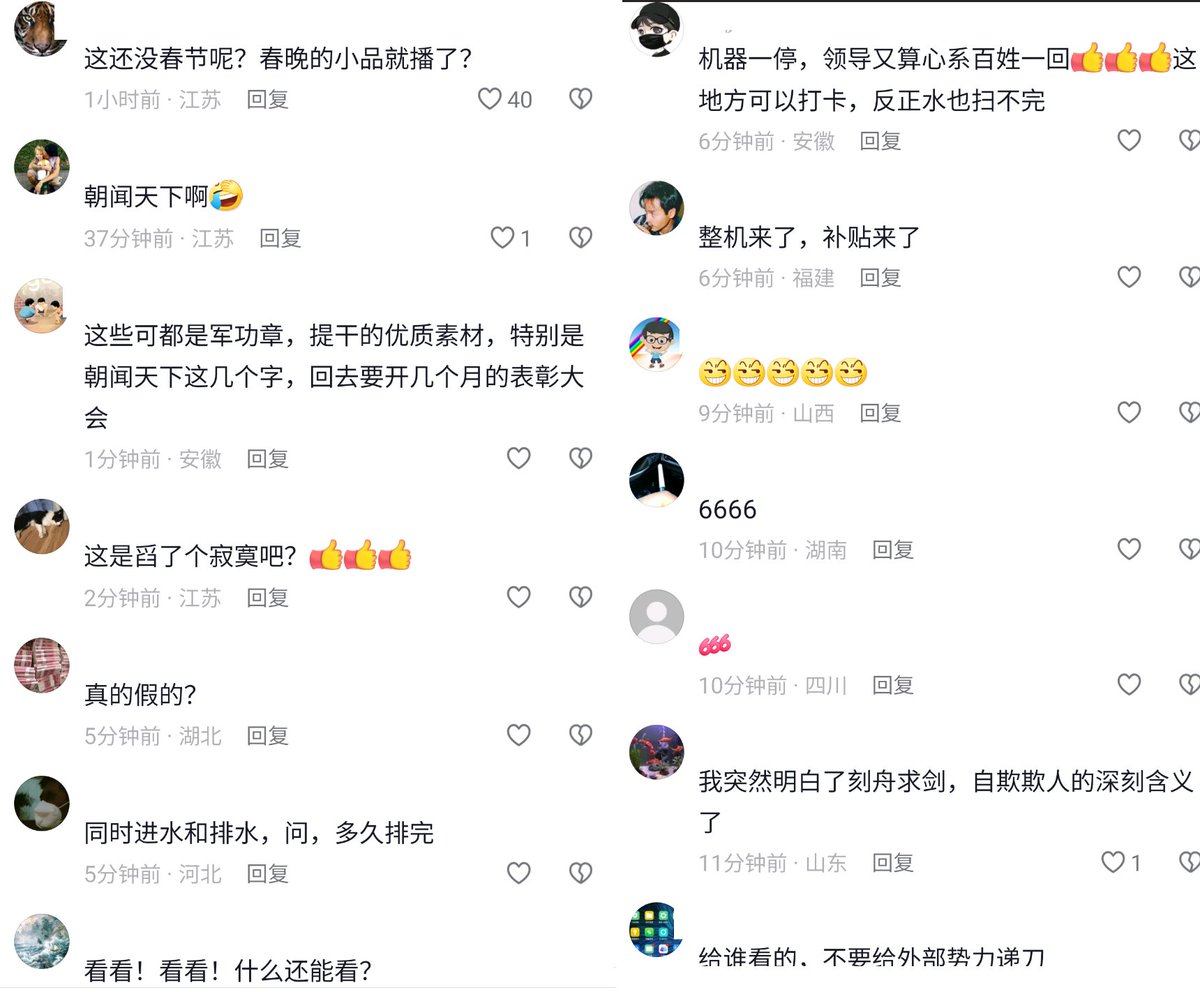 这还没春节呢？春晚的小品就播了？
1小时前 · 江苏 回复 40
朝闻天下啊
37分钟前 · 江苏 回复 1
这些可都是军功章，提干的优质素材，特别是
朝闻天下这几个字，回去要开几个月的表彰大
会
1分钟前 · 安徽 回复
这是舀了个寂寞吧？
2分钟前 · 江苏 回复
真的假的？
5分钟前 · 湖北 回复
同时进水和排水，问，多久排完
5分钟前 · 河北 回复
看看！看看！什么还能看？
机器一停，领导又算心系百姓一回这
地方可以打卡，反正水也扫不完
6分钟前 · 安徽 回复
整机来了，补贴来了
6分钟前 · 福建 回复
9分钟前 · 山西 回复
6666
10分钟前 · 湖南 回复
666
10分钟前 · 四川 回复
我突然明白了刻舟求剑，自欺欺人的深刻含义
了
11分钟前 · 山东 回复 1
给谁看的，不要给外部势力递刀